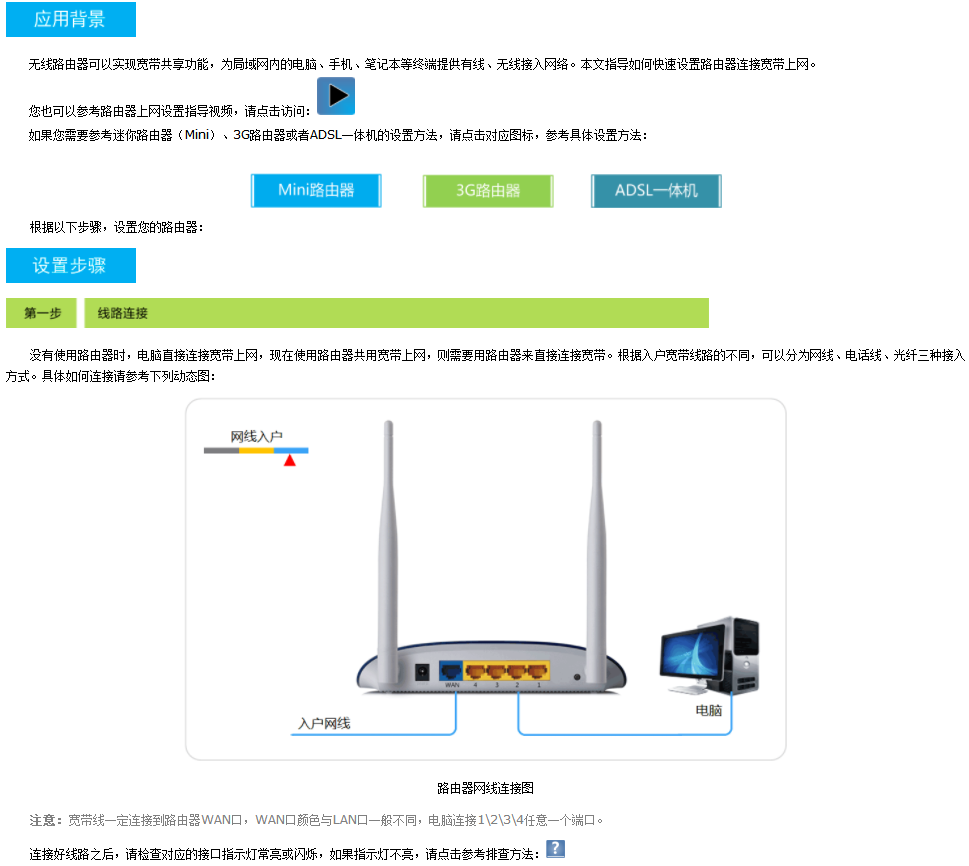 应用背景
无线路由器可以实现宽带共享功能，为局域网内的电脑、手机、笔记本等终端提供有线、无线接入网络。本文指导如何快速设置路由器连接宽带上网。
您也可以参考路由器上网设置指导视频，请点击访问：
如果您需要参考迷你路由器（Mini）、3G路由器或者ADSL一体机的设置方法，请点击对应图标，参考具体设置方法：
Mini路由器 3G路由器 ADSL一体机
根据以下步骤，设置您的路由器：
设置步骤
第一步 线路连接
没有使用路由器时，电脑直接连接宽带上网，现在使用路由器共用宽带上网，则需要用路由器来直接连接宽带。根据入户宽带线路的不同，可以分为网线、电话线、光纤三种接入
方式。具体如何连接请参考下列动态图：
网线入户
WAN 4 3 2 1
电脑
入户网线
路由器网线连接图
注意：宽带线一定连接到路由器WAN口，WAN口颜色与LAN口一般不同，电脑连接1\2\3\4任意一个端口。
连接好线路之后，请检查对应的接口指示灯常亮或闪烁，如果指示灯不亮，请点击参考排查方法：?